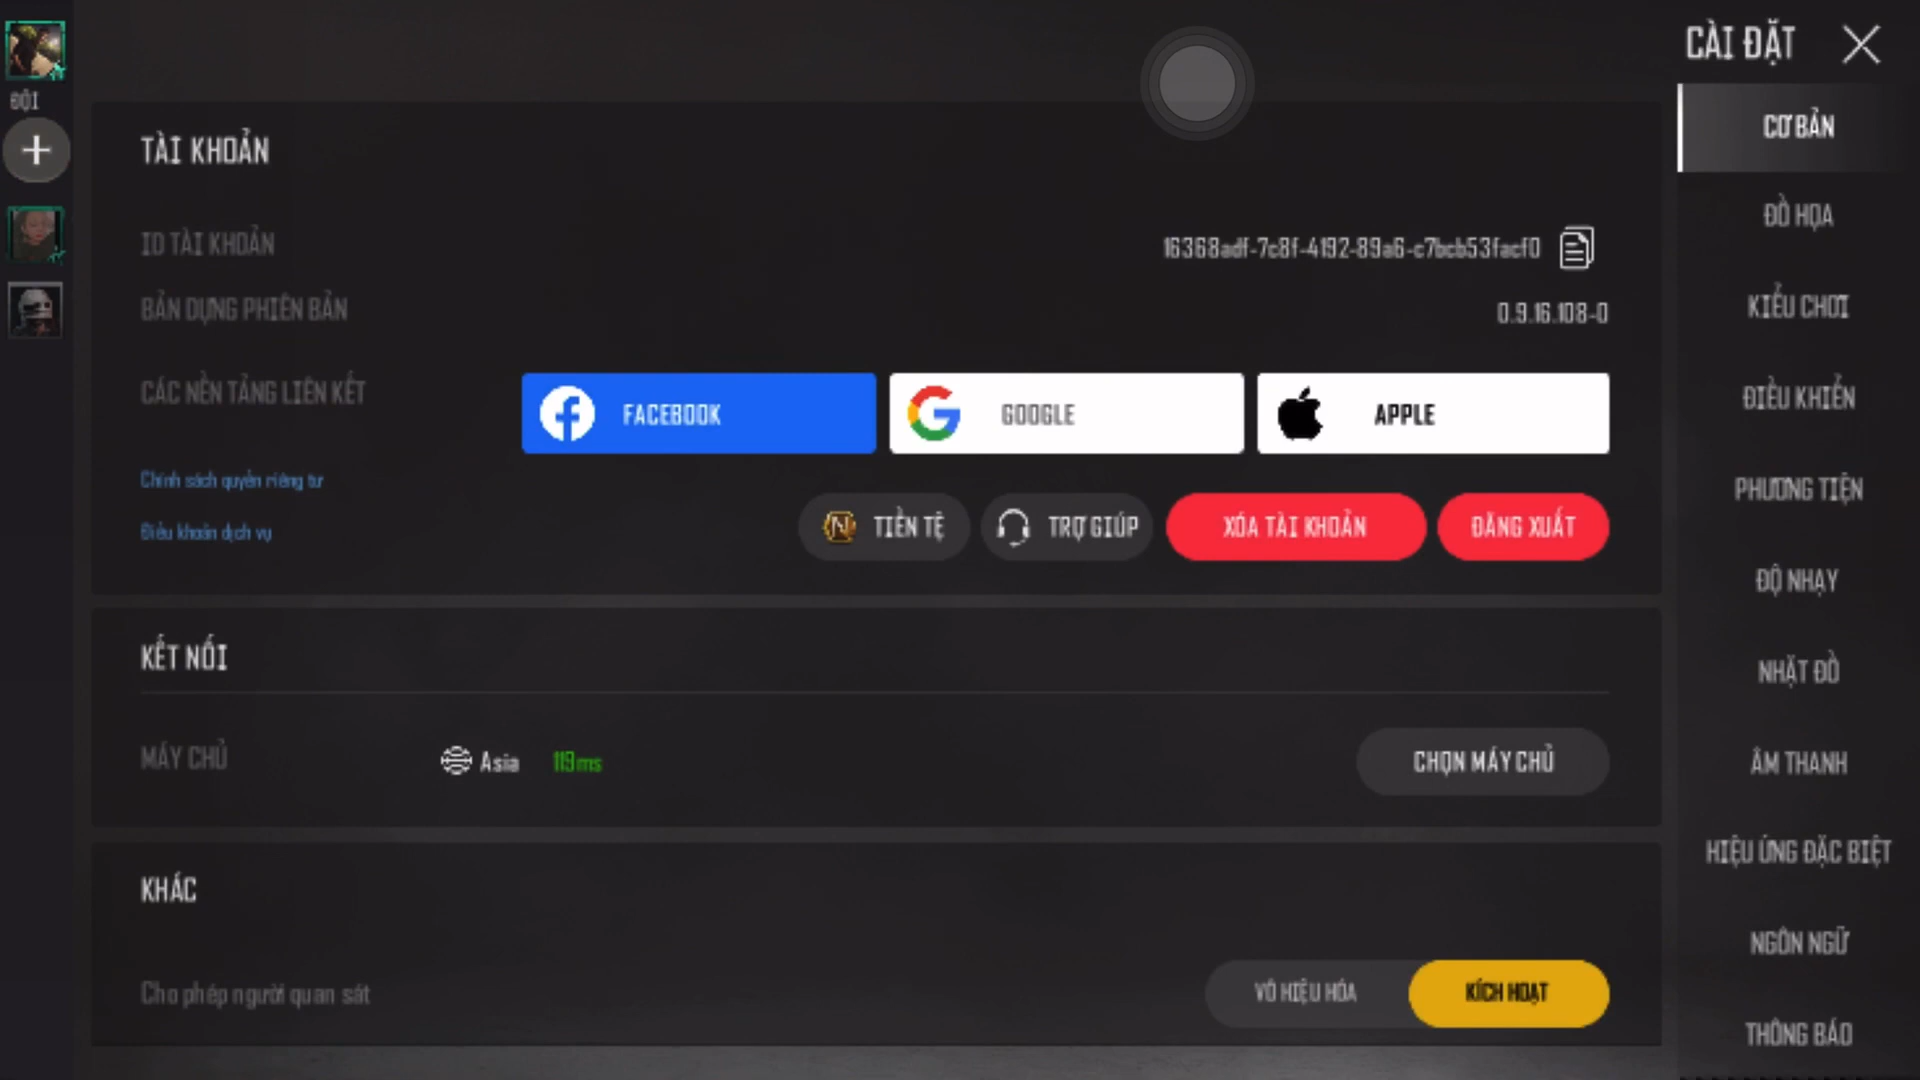 ĐỘI
CÀI ĐẶT
TÀI KHOẢN
ID TÀI KHOẢN
16368adf-7c8f-4192-89a6-c7bcb53facf0
BẢN DỰNG PHIÊN BẢN
0.9.16.108-0
CÁC NỀN TẢNG LIÊN KẾT
FACEBOOK
GOOGLE
APPLE
Chính sách quyền riêng tư
Điều khoản dịch vụ
TIỀN TỆ
TRỢ GIÚP
XÓA TÀI KHOẢN
ĐĂNG XUẤT
KẾT NỐI
MÁY CHỦ
Asia
119ms
CHỌN MÁY CHỦ
KHÁC
Cho phép người quan sát
VÔ HIỆU HÓA
KÍCH HOẠT
CƠ BẢN
ĐỒ HỌA
KIỂU CHƠI
ĐIỀU KHIỂN
PHƯƠNG TIỆN
ĐỘ NHẠY
NHẶT ĐỒ
ÂM THANH
HIỆU ỨNG ĐẶC BIỆT
NGÔN NGỮ
THÔNG BÁO